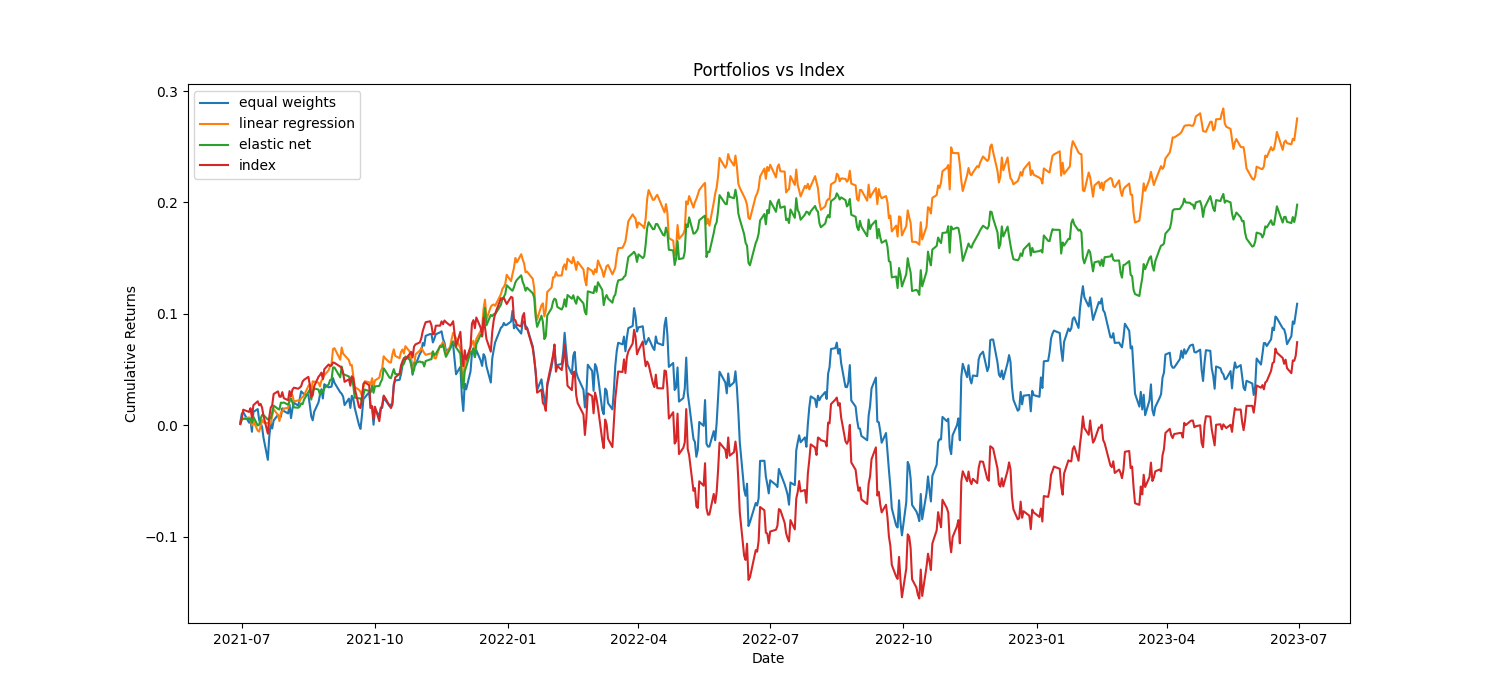 Portfolios vs Index
equal weights
linear regression
elastic net
index
Cumulative Returns
0.3
0.2
0.1
0.0
−0.1
2021-07 2021-10 2022-01 2022-04 2022-07 2022-10 2023-01 2023-04 2023-07
Date